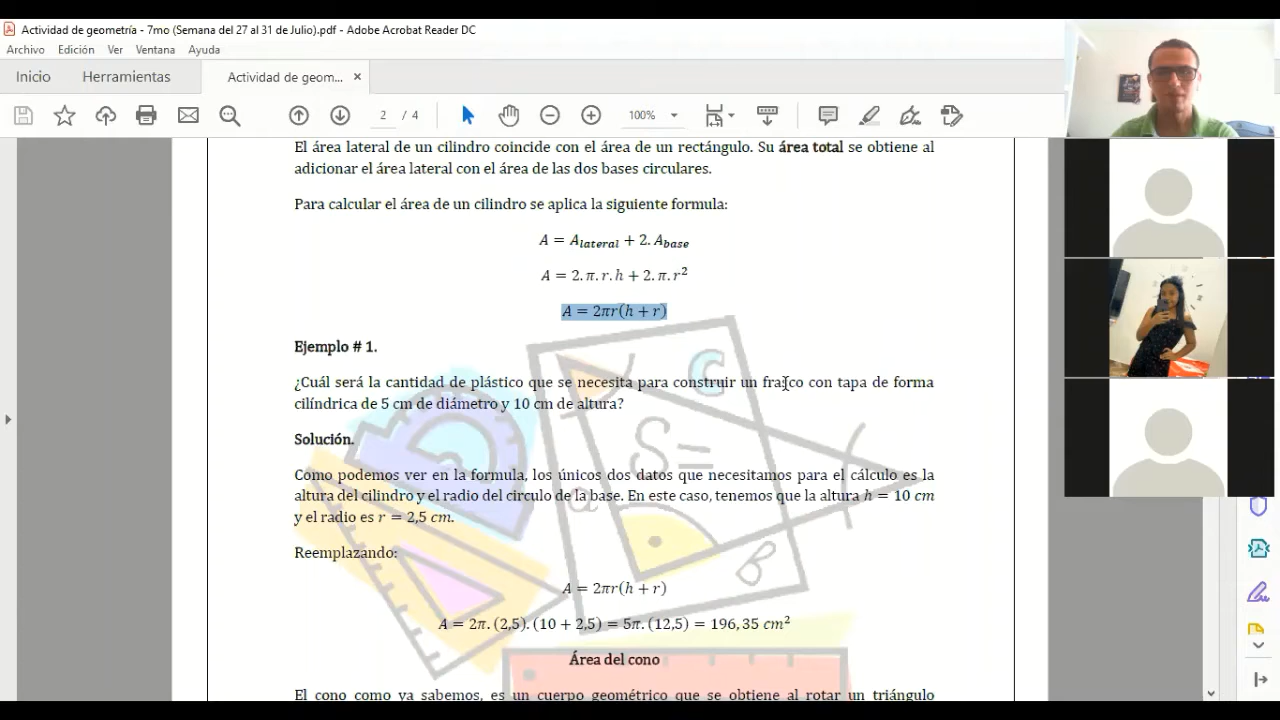 Actividad de geometría - 7mo (Semana del 27 al 31 de Julio).pdf - Adobe Acrobat Reader DC
Archivo Edición Ver Ventana Ayuda
Inicio Herramientas Actividad de geom... ×
2 / 4 100%
El área lateral de un cilindro coincide con el área de un rectángulo. Su área total se obtiene al
adicionar el área lateral con el área de las dos bases circulares.
Para calcular el área de un cilindro se aplica la siguiente formula:
A = A_lateral + 2. A_base
A = 2. π. r. h + 2. π. r²
A = 2πr(h + r)
Ejemplo # 1.
¿Cuál será la cantidad de plástico que se necesita para construir un frasco con tapa de forma
cilíndrica de 5 cm de diámetro y 10 cm de altura?
Solución.
Como podemos ver en la formula, los únicos dos datos que necesitamos para el cálculo es la
altura del cilindro y el radio del circulo de la base. En este caso, tenemos que la altura h = 10 cm
y el radio es r = 2,5 cm.
Reemplazando:
A = 2πr(h + r)
A = 2π. (2,5). (10 + 2,5) = 5π. (12,5) = 196,35 cm²
Área del cono
El cono como ya sabemos, es un cuerpo geométrico que se obtiene al rotar un triángulo
C
S=
a
B